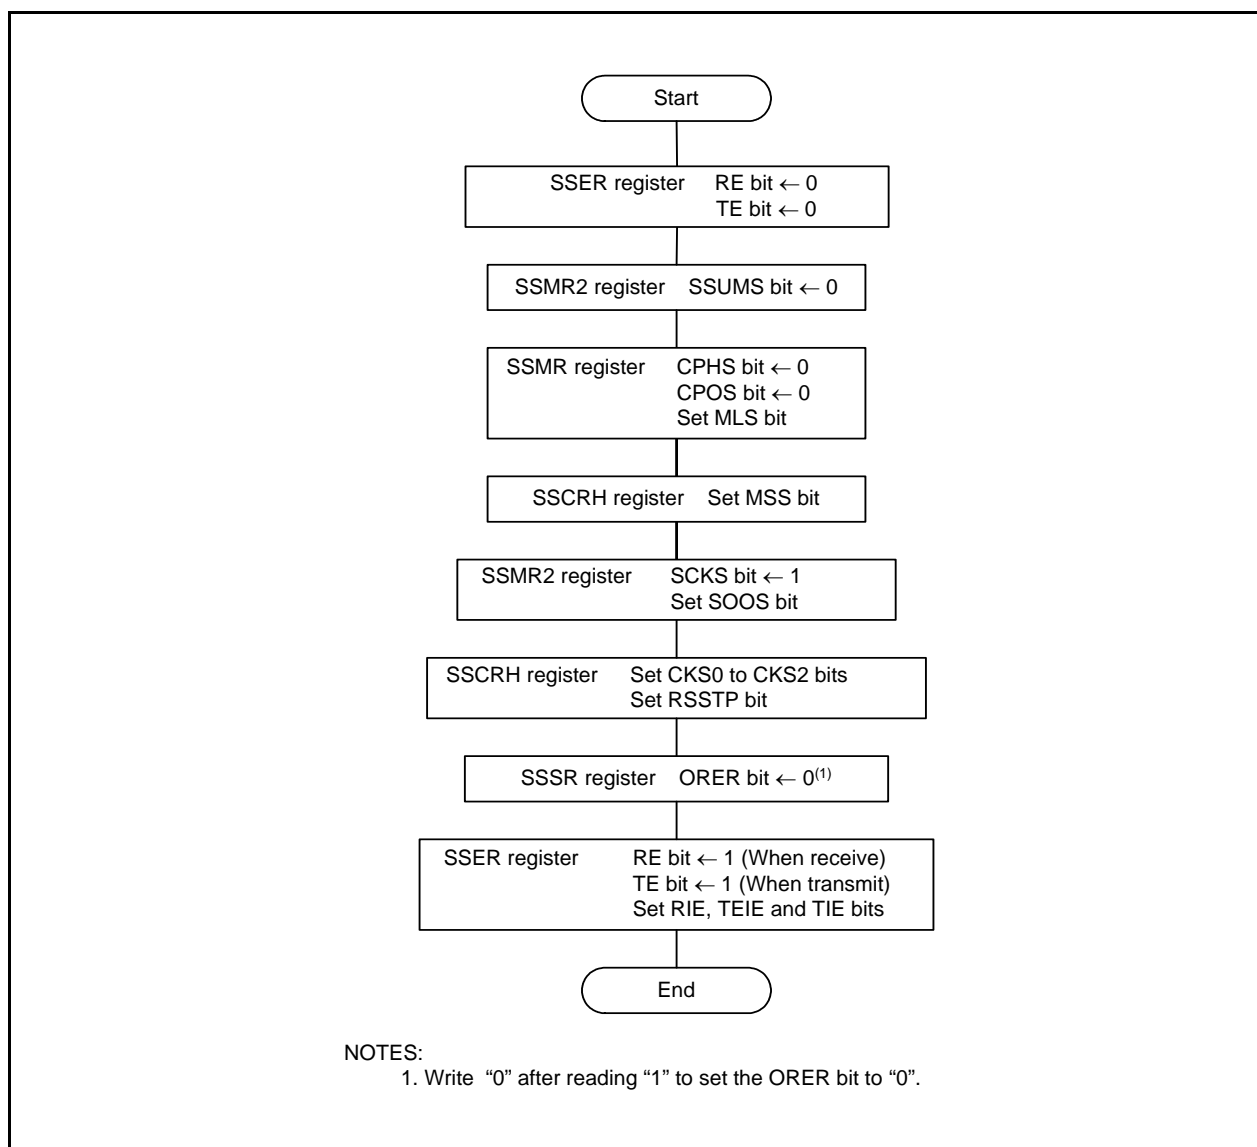 Start
SSER register RE bit ← 0
TE bit ← 0
SSMR2 register SSUMS bit ← 0
SSMR register CPHS bit ← 0
CPOS bit ← 0
Set MLS bit
SSCRH register Set MSS bit
SSMR2 register SCKS bit ← 1
Set SOOS bit
SSCRH register Set CKS0 to CKS2 bits
Set RSSTP bit
SSSR register ORER bit ← 0(1)
SSER register RE bit ← 1 (When receive)
TE bit ← 1 (When transmit)
Set RIE, TEIE and TIE bits
End
NOTES:
1. Write “0” after reading “1” to set the ORER bit to “0”.